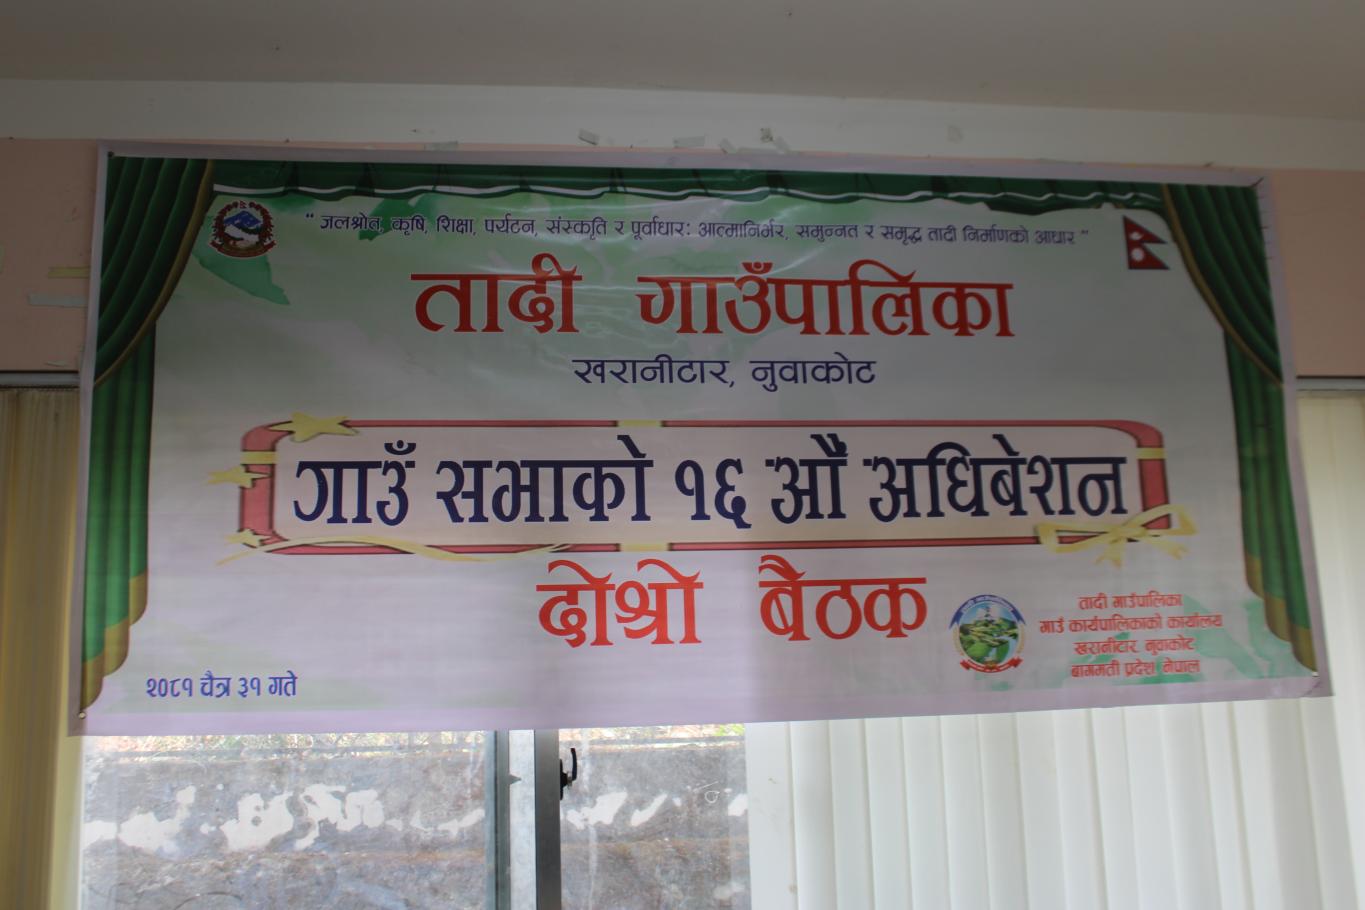 “ जलश्रोत, कृषि, शिक्षा, पर्यटन, संस्कृति र पूर्वाधारः आत्मानिर्भर, समुन्नत र समृद्ध तादी निर्माणको आधार ”
तादी गाउँपालिका
खरानीटार, नुवाकोट
गाउँ सभाको १६ औं अधिबेशन
दोश्रो बैठक
तादी गाउँपालिका
गाउँ कार्यपालिकाको कार्यालय
खरानीटार, नुवाकोट
बागमती प्रदेश, नेपाल
२०८१ चैत्र ३१ गते